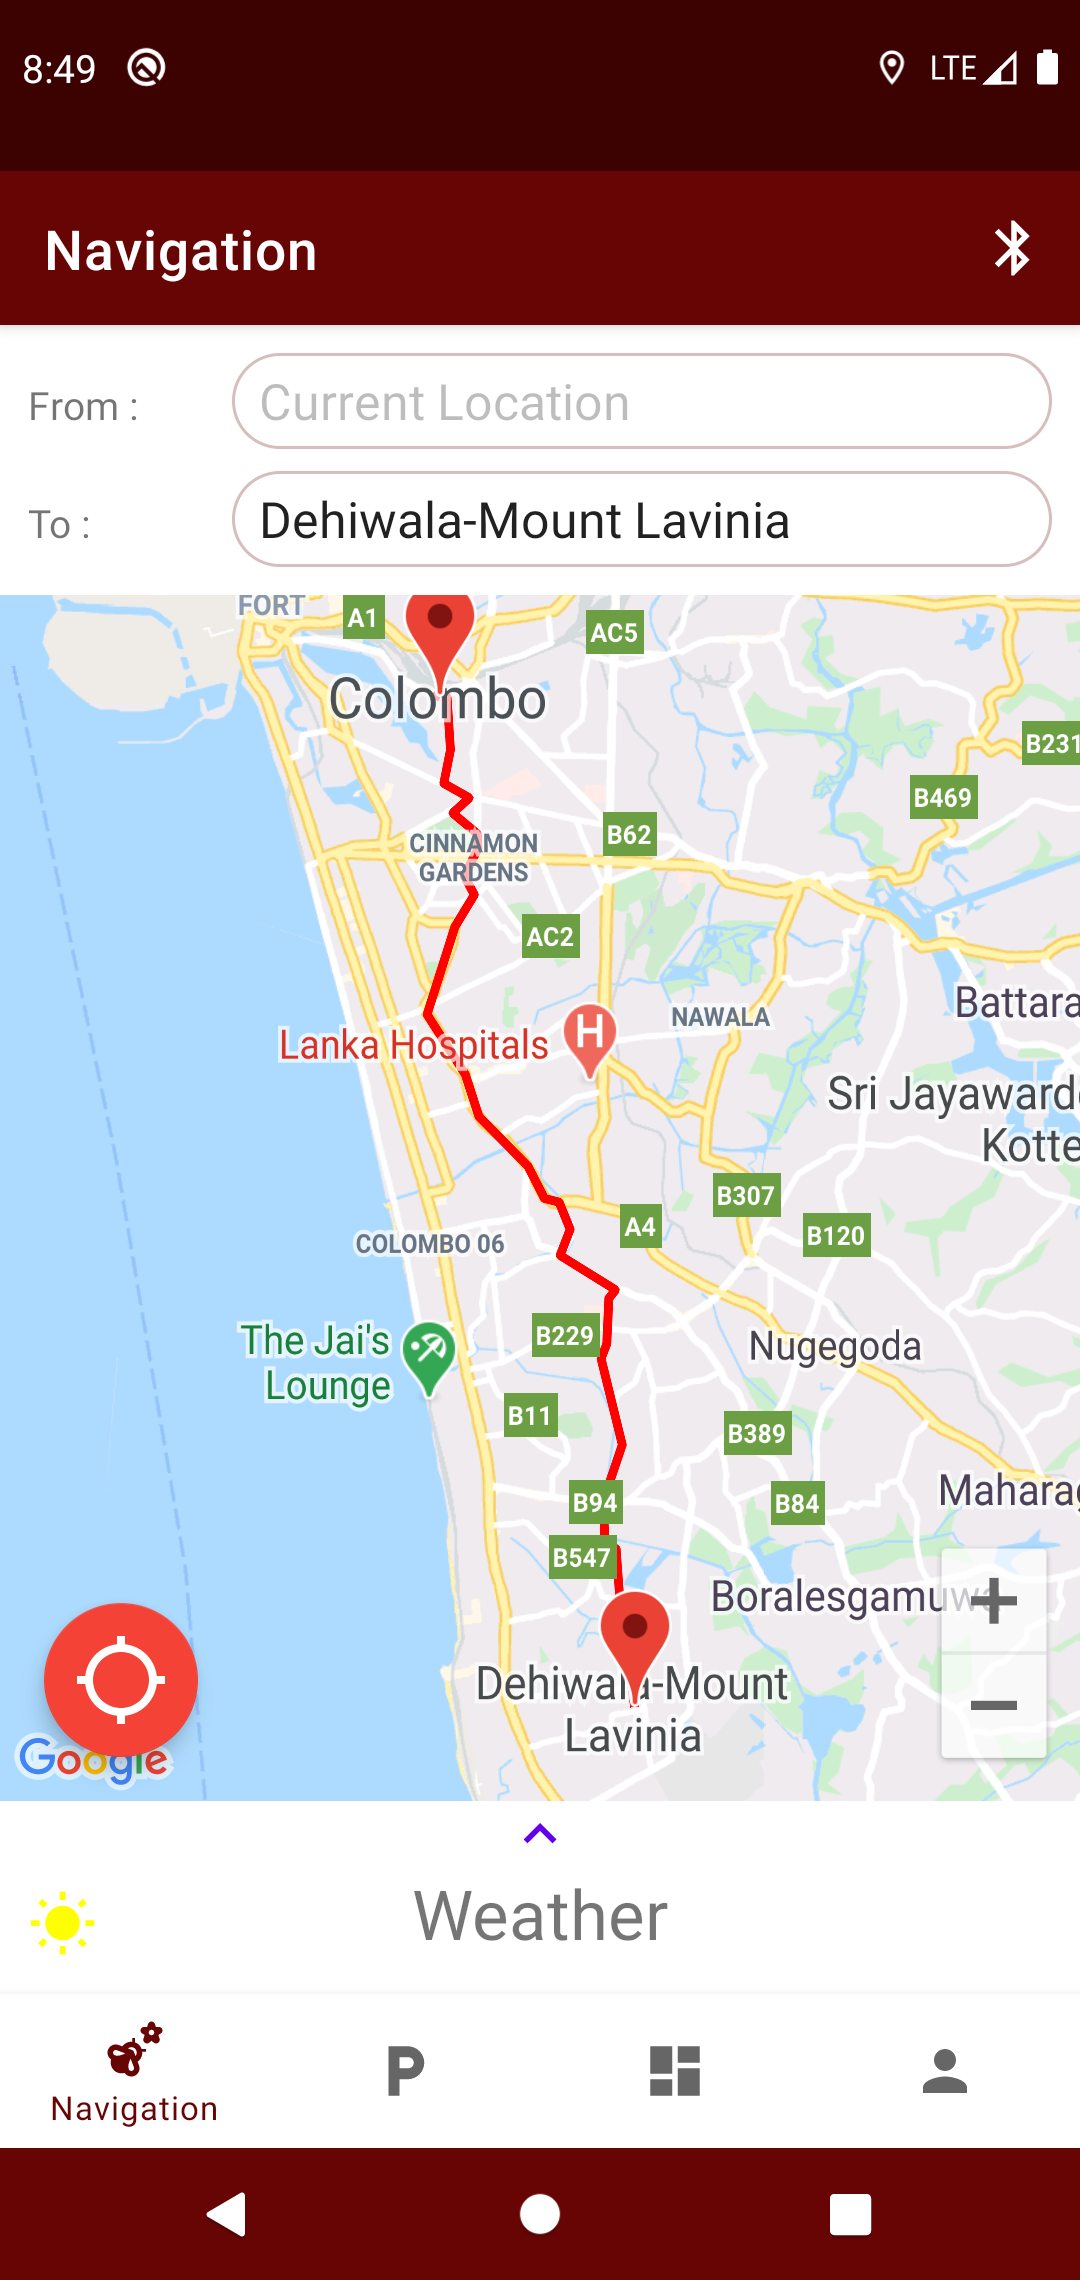 8:49
LTE
Navigation
From :
Current Location
To :
Dehiwala-Mount Lavinia
FORT
A1
AC5
Colombo
B231
B469
CINNAMON
GARDENS
B62
AC2
Battara
NAWALA
Lanka Hospitals
H
Sri Jayawarde
Kotte
B307
A4
B120
COLOMBO 06
The Jai's
Lounge
B229
Nugegoda
B11
B389
Maharag
B94
B84
B547
Boralesgamuwa
Dehiwala-Mount
Lavinia
Google
Weather
P
Navigation